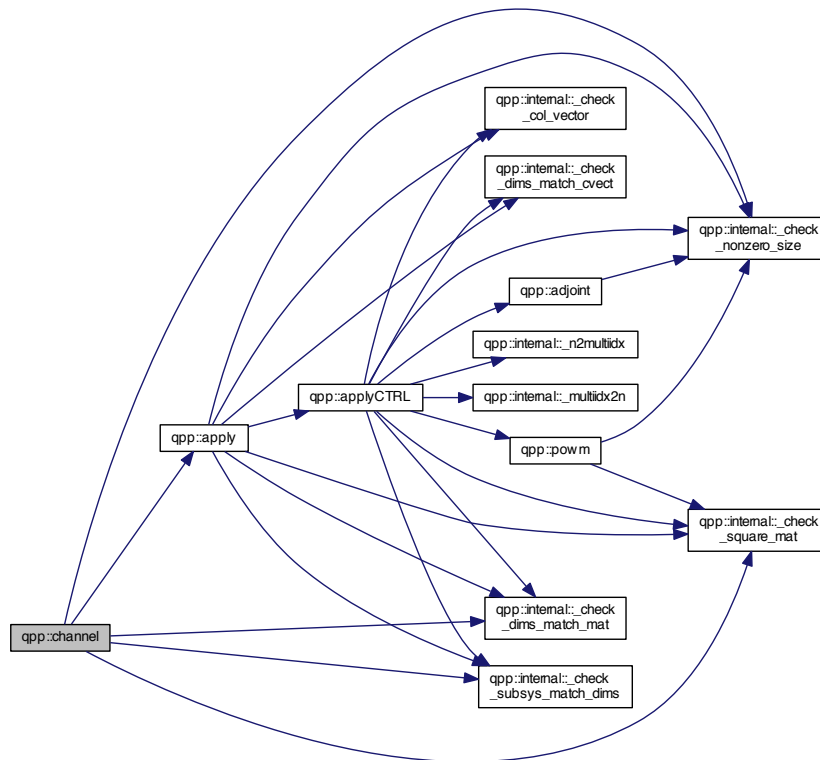 qpp::internal::_check
_col_vector
qpp::internal::_check
_dims_match_cvect
qpp::internal::_check
_nonzero_size
qpp::adjoint
qpp::internal::_n2multiidx
qpp::applyCTRL
qpp::internal::_multiidx2n
qpp::apply
qpp::powm
qpp::internal::_check
_square_mat
qpp::internal::_check
_dims_match_mat
qpp::channel
qpp::internal::_check
_subsys_match_dims